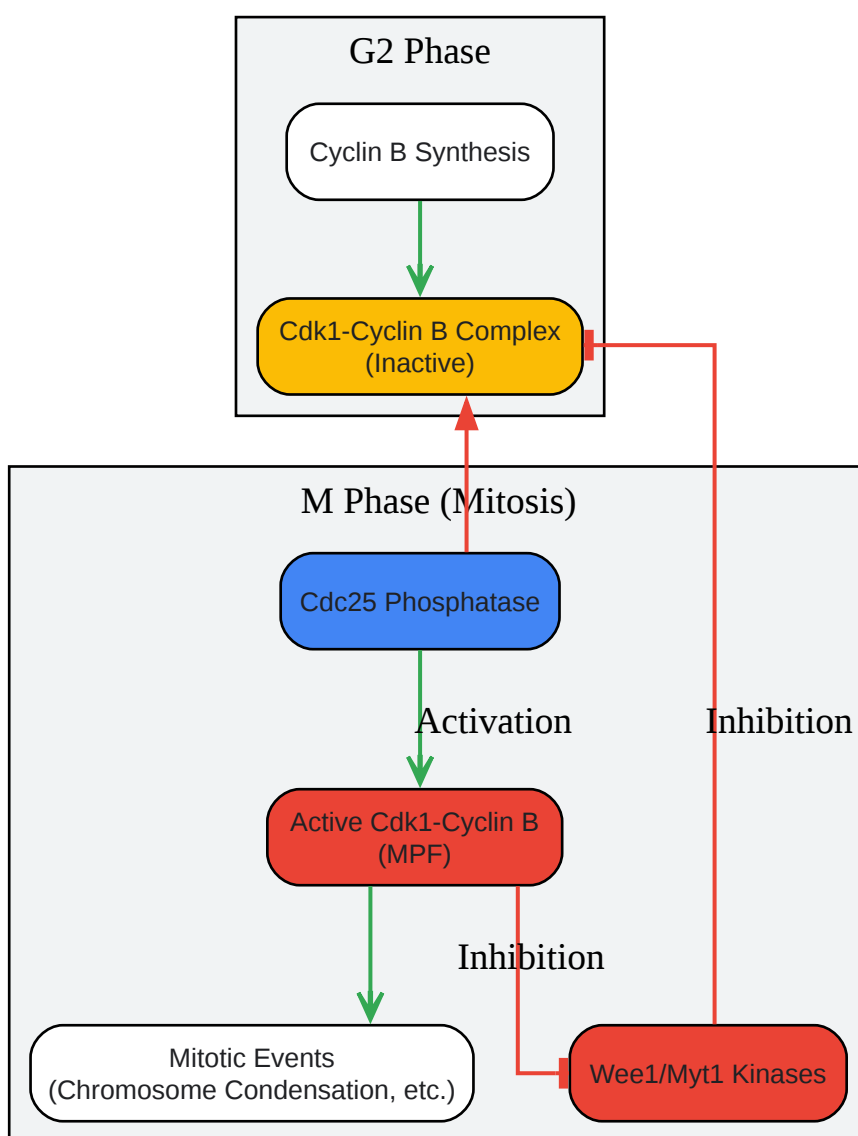 G2 Phase
Cyclin B Synthesis
Cdk1-Cyclin B Complex
(Inactive)
M Phase (Mitosis)
Cdc25 Phosphatase
Activation
Inhibition
Active Cdk1-Cyclin B
(MPF)
Inhibition
Mitotic Events
(Chromosome Condensation, etc.)
Wee1/Myt1 Kinases